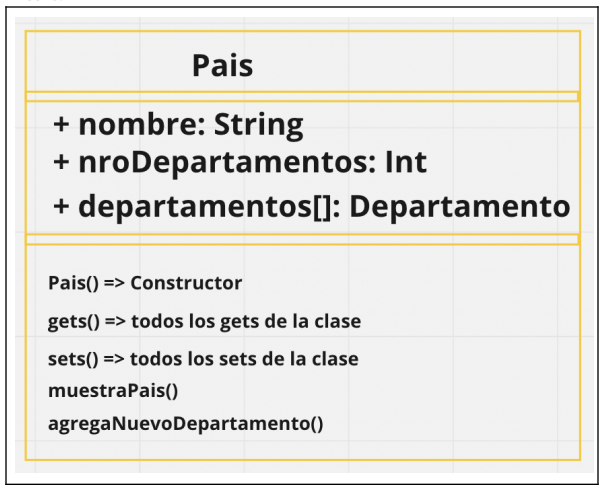 Pais
+ nombre: String
+ nroDepartamentos: Int
+ departamentos[]: Departamento
Pais() => Constructor
gets() => todos los gets de la clase
sets() => todos los sets de la clase
muestraPais()
agregaNuevoDepartamento()